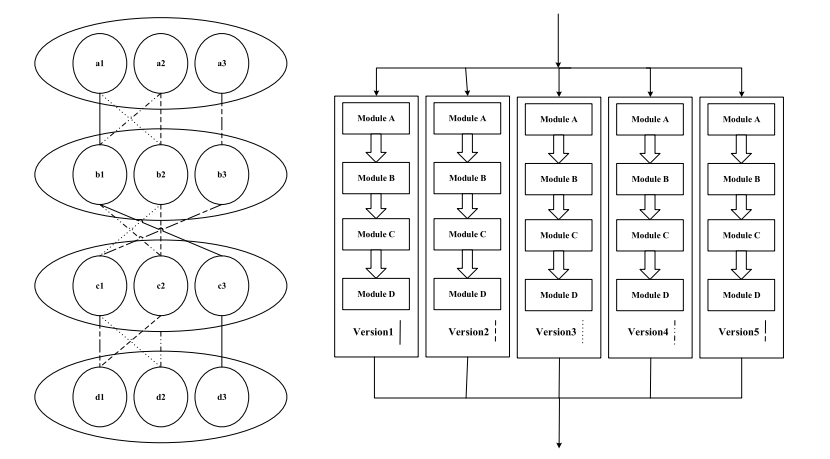 a1 a2 a3
b1 b2 b3
c1 c2 c3
d1 d2 d3
Module A Module A Module A Module A Module A
Module B Module B Module B Module B Module B
Module C Module C Module C Module C Module C
Module D Module D Module D Module D Module D
Version1 Version2 Version3 Version4 Version5